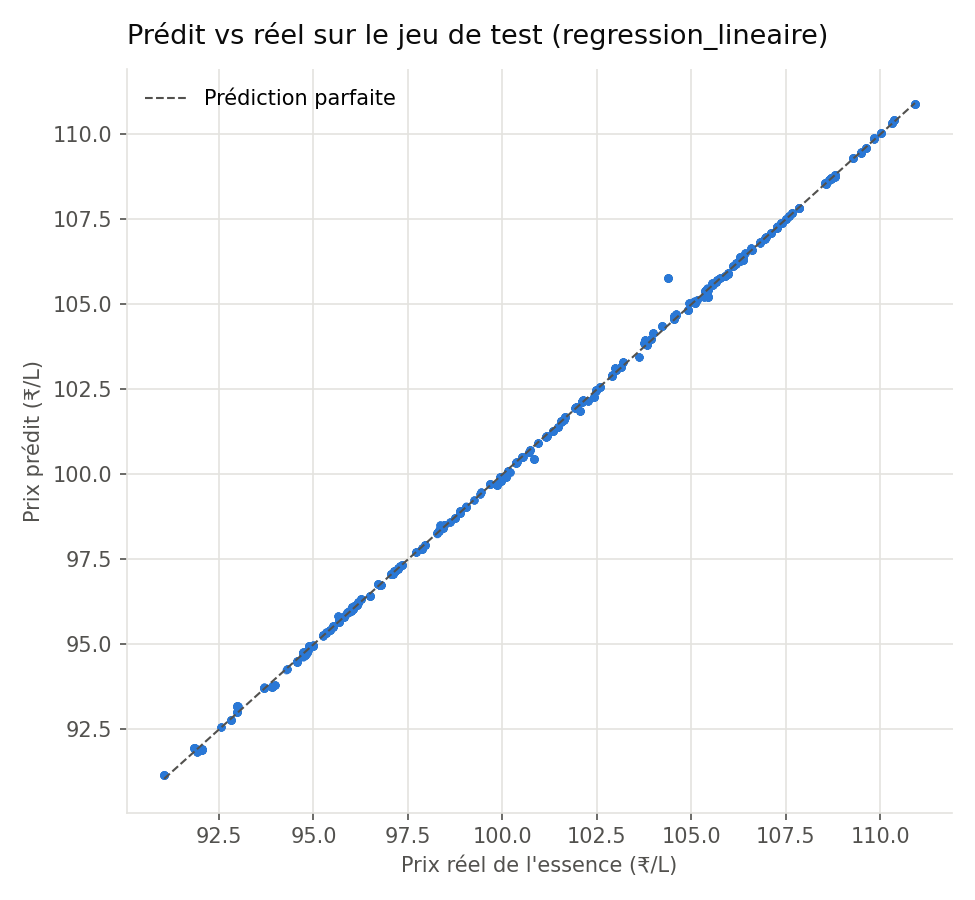 Prédit vs réel sur le jeu de test (regression_lineaire)
Prédiction parfaite
110.0
107.5
105.0
102.5
100.0
97.5
95.0
92.5
Prix prédit (₹/L)
92.5 95.0 97.5 100.0 102.5 105.0 107.5 110.0
Prix réel de l'essence (₹/L)